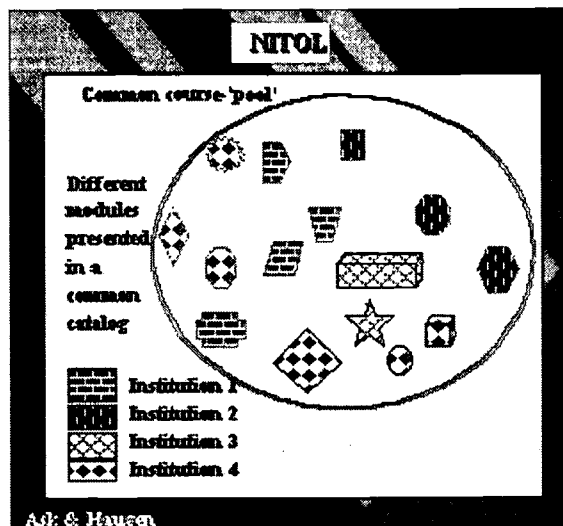 NITOL
Common course-'pool'
Different
modules
presented
in a
common
catalog
Institution 1
Institution 2
Institution 3
Institution 4
Ask & Haugen